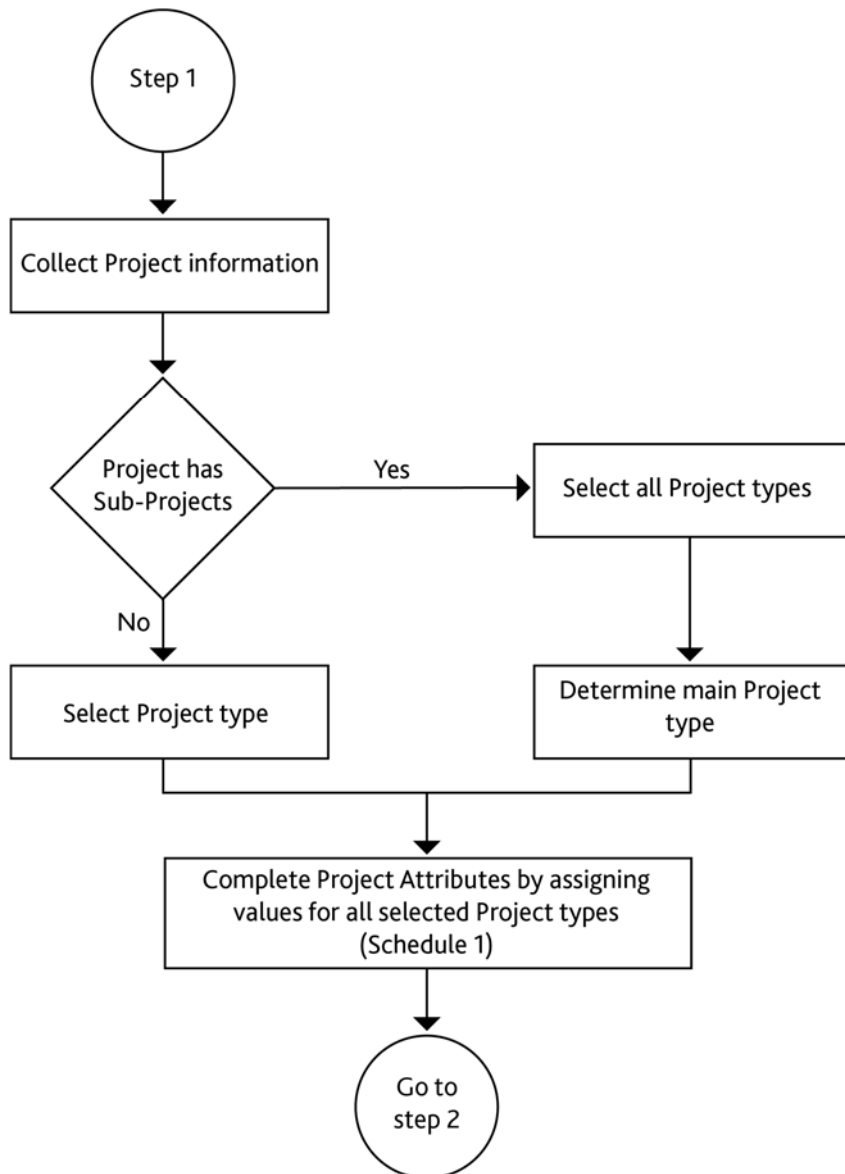 Step 1
Collect Project information
Project has
Sub-Projects
Yes
Select all Project types
No
Select Project type
Determine main Project
type
Complete Project Attributes by assigning
values for all selected Project types
(Schedule 1)
Go to
step 2